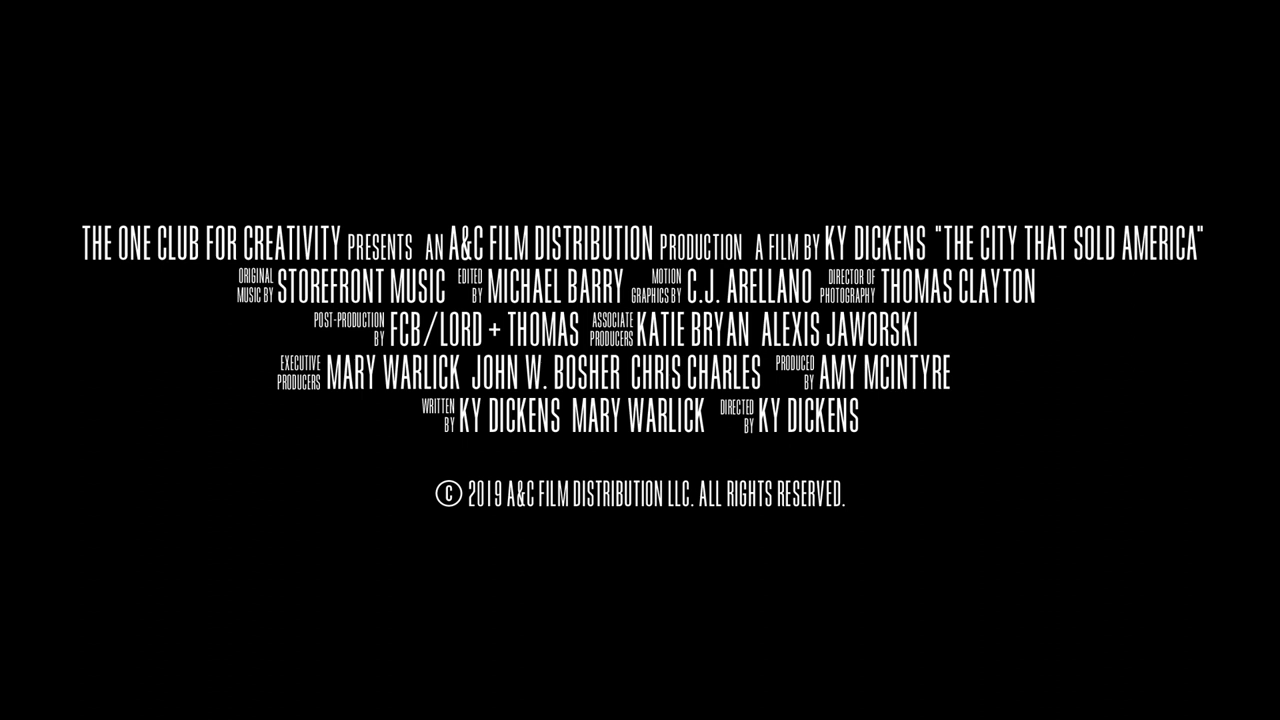 THE ONE CLUB FOR CREATIVITY PRESENTS AN A&C FILM DISTRIBUTION PRODUCTION A FILM BY KY DICKENS "THE CITY THAT SOLD AMERICA"
ORIGINAL MUSIC BY STOREFRONT MUSIC EDITED BY MICHAEL BARRY MOTION GRAPHICS BY C.J. ARELLANO DIRECTOR OF PHOTOGRAPHY THOMAS CLAYTON
POST-PRODUCTION BY FCB/LORD + THOMAS ASSOCIATE PRODUCERS KATIE BRYAN ALEXIS JAWORSKI
EXECUTIVE PRODUCERS MARY WARLICK JOHN W. BOSHER CHRIS CHARLES PRODUCED BY AMY MCINTYRE
WRITTEN BY KY DICKENS MARY WARLICK DIRECTED BY KY DICKENS
© 2019 A&C FILM DISTRIBUTION LLC. ALL RIGHTS RESERVED.